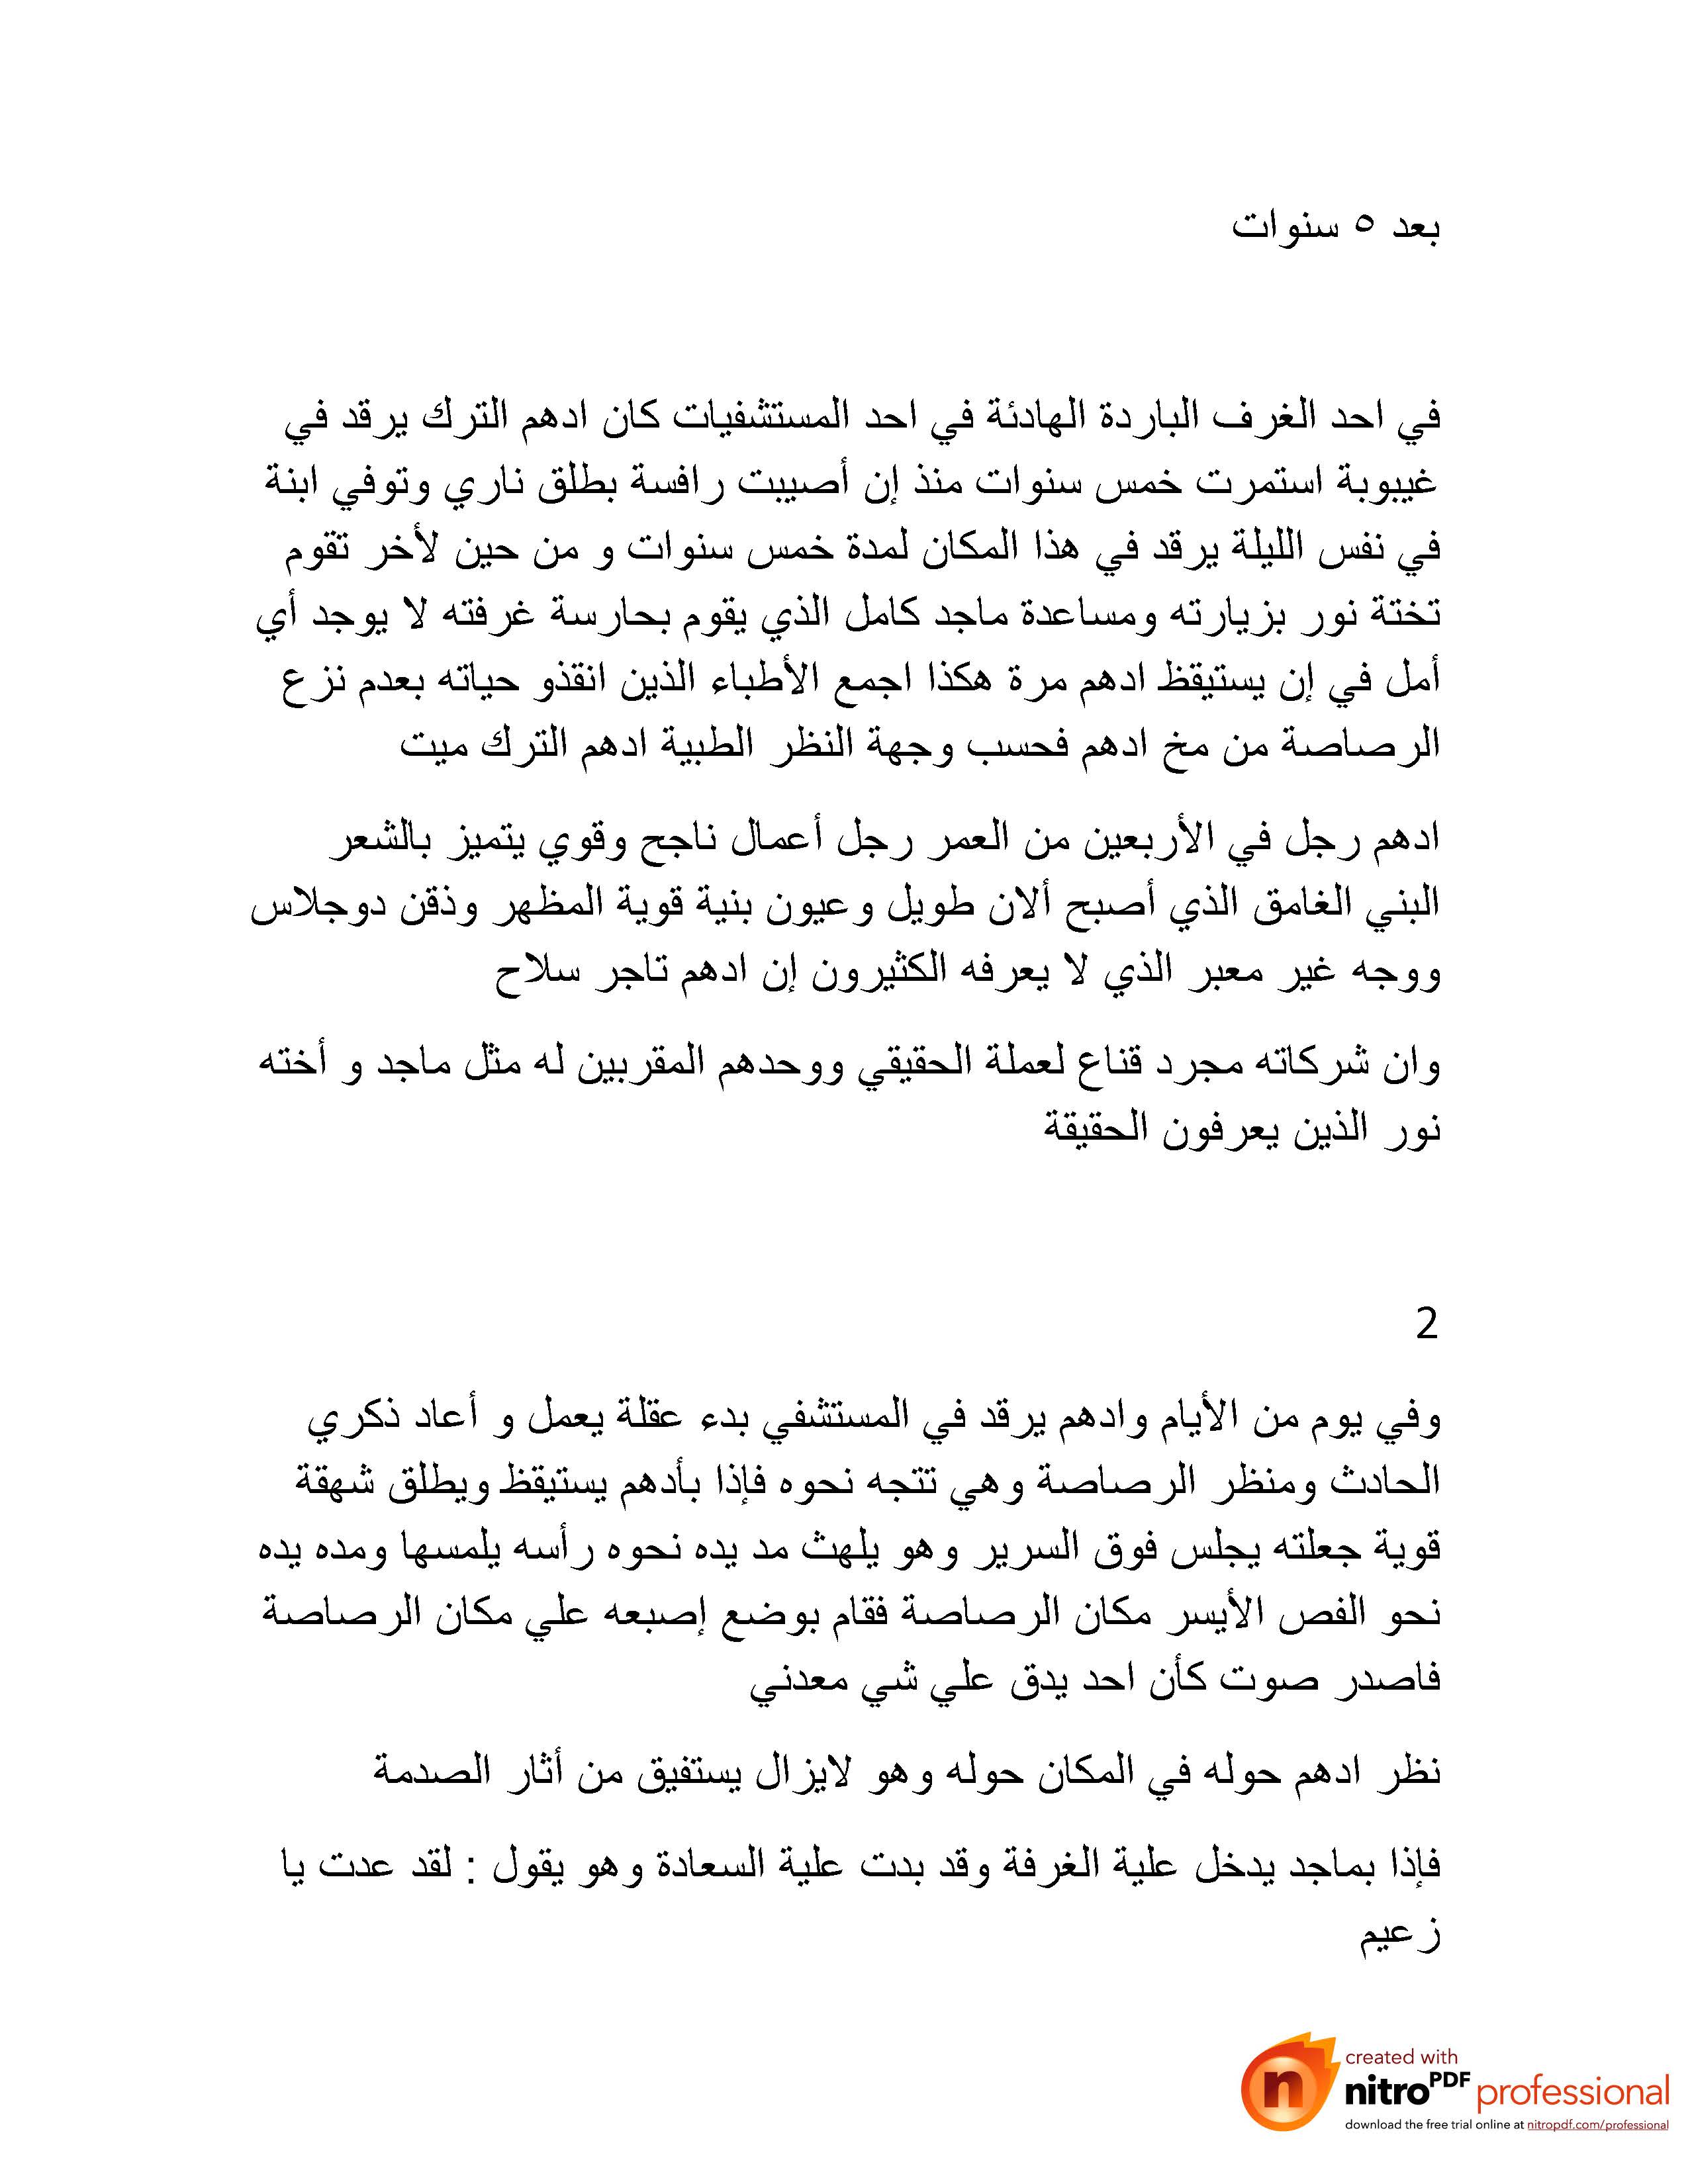 بعد ٥ سنوات
في احد الغرف الباردة الهادئة في احد المستشفيات كان ادهم الترك يرقد في
غيبوبة استمرت خمس سنوات منذ إن أصيبت رافسة بطلق ناري وتوفي ابنة
في نفس الليلة يرقد في هذا المكان لمدة خمس سنوات و من حين لأخر تقوم
تختة نور بزيارته ومساعدة ماجد كامل الذي يقوم بحارسة غرفته لا يوجد أي
أمل في إن يستيقظ ادهم مرة هكذا اجمع الأطباء الذين انقذو حياته بعدم نزع
الرصاصة من مخ ادهم فحسب وجهة النظر الطبية ادهم الترك ميت
ادهم رجل في الأربعين من العمر رجل أعمال ناجح وقوي يتميز بالشعر
البني الغامق الذي أصبح ألان طويل وعيون بنية قوية المظهر وذقن دوجلاس
ووجه غير معبر الذي لا يعرفه الكثيرون إن ادهم تاجر سلاح
وان شركاته مجرد قناع لعملة الحقيقي ووحدهم المقربين له مثل ماجد و أخته
نور الذين يعرفون الحقيقة
2
وفي يوم من الأيام وادهم يرقد في المستشفي بدء عقلة يعمل و أعاد ذكري
الحادث ومنظر الرصاصة وهي تتجه نحوه فإذا بأدهم يستيقظ ويطلق شهقة
قوية جعلته يجلس فوق السرير وهو يلهث مد يده نحوه رأسه يلمسها ومده يده
نحو الفص الأيسر مكان الرصاصة فقام بوضع إصبعه علي مكان الرصاصة
فاصدر صوت كأن احد يدق علي شي معدني
نظر ادهم حوله في المكان حوله وهو لايزال يستفيق من أثار الصدمة
فإذا بماجد يدخل علية الغرفة وقد بدت علية السعادة وهو يقول : لقد عدت يا
زعيم
created with
nitroPDF professional
download the free trial online at nitropdf.com/professional